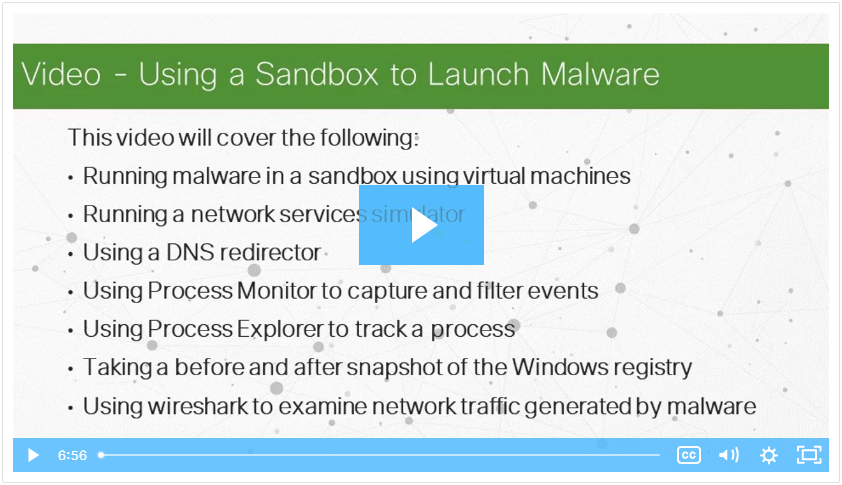 Video - Using a Sandbox to Launch Malware
This video will cover the following:
• Running malware in a sandbox using virtual machines
• Running a network services simulator
• Using a DNS redirector
• Using Process Monitor to capture and filter events
• Using Process Explorer to track a process
• Taking a before and after snapshot of the Windows registry
• Using wireshark to examine network traffic generated by malware
6:56
CC